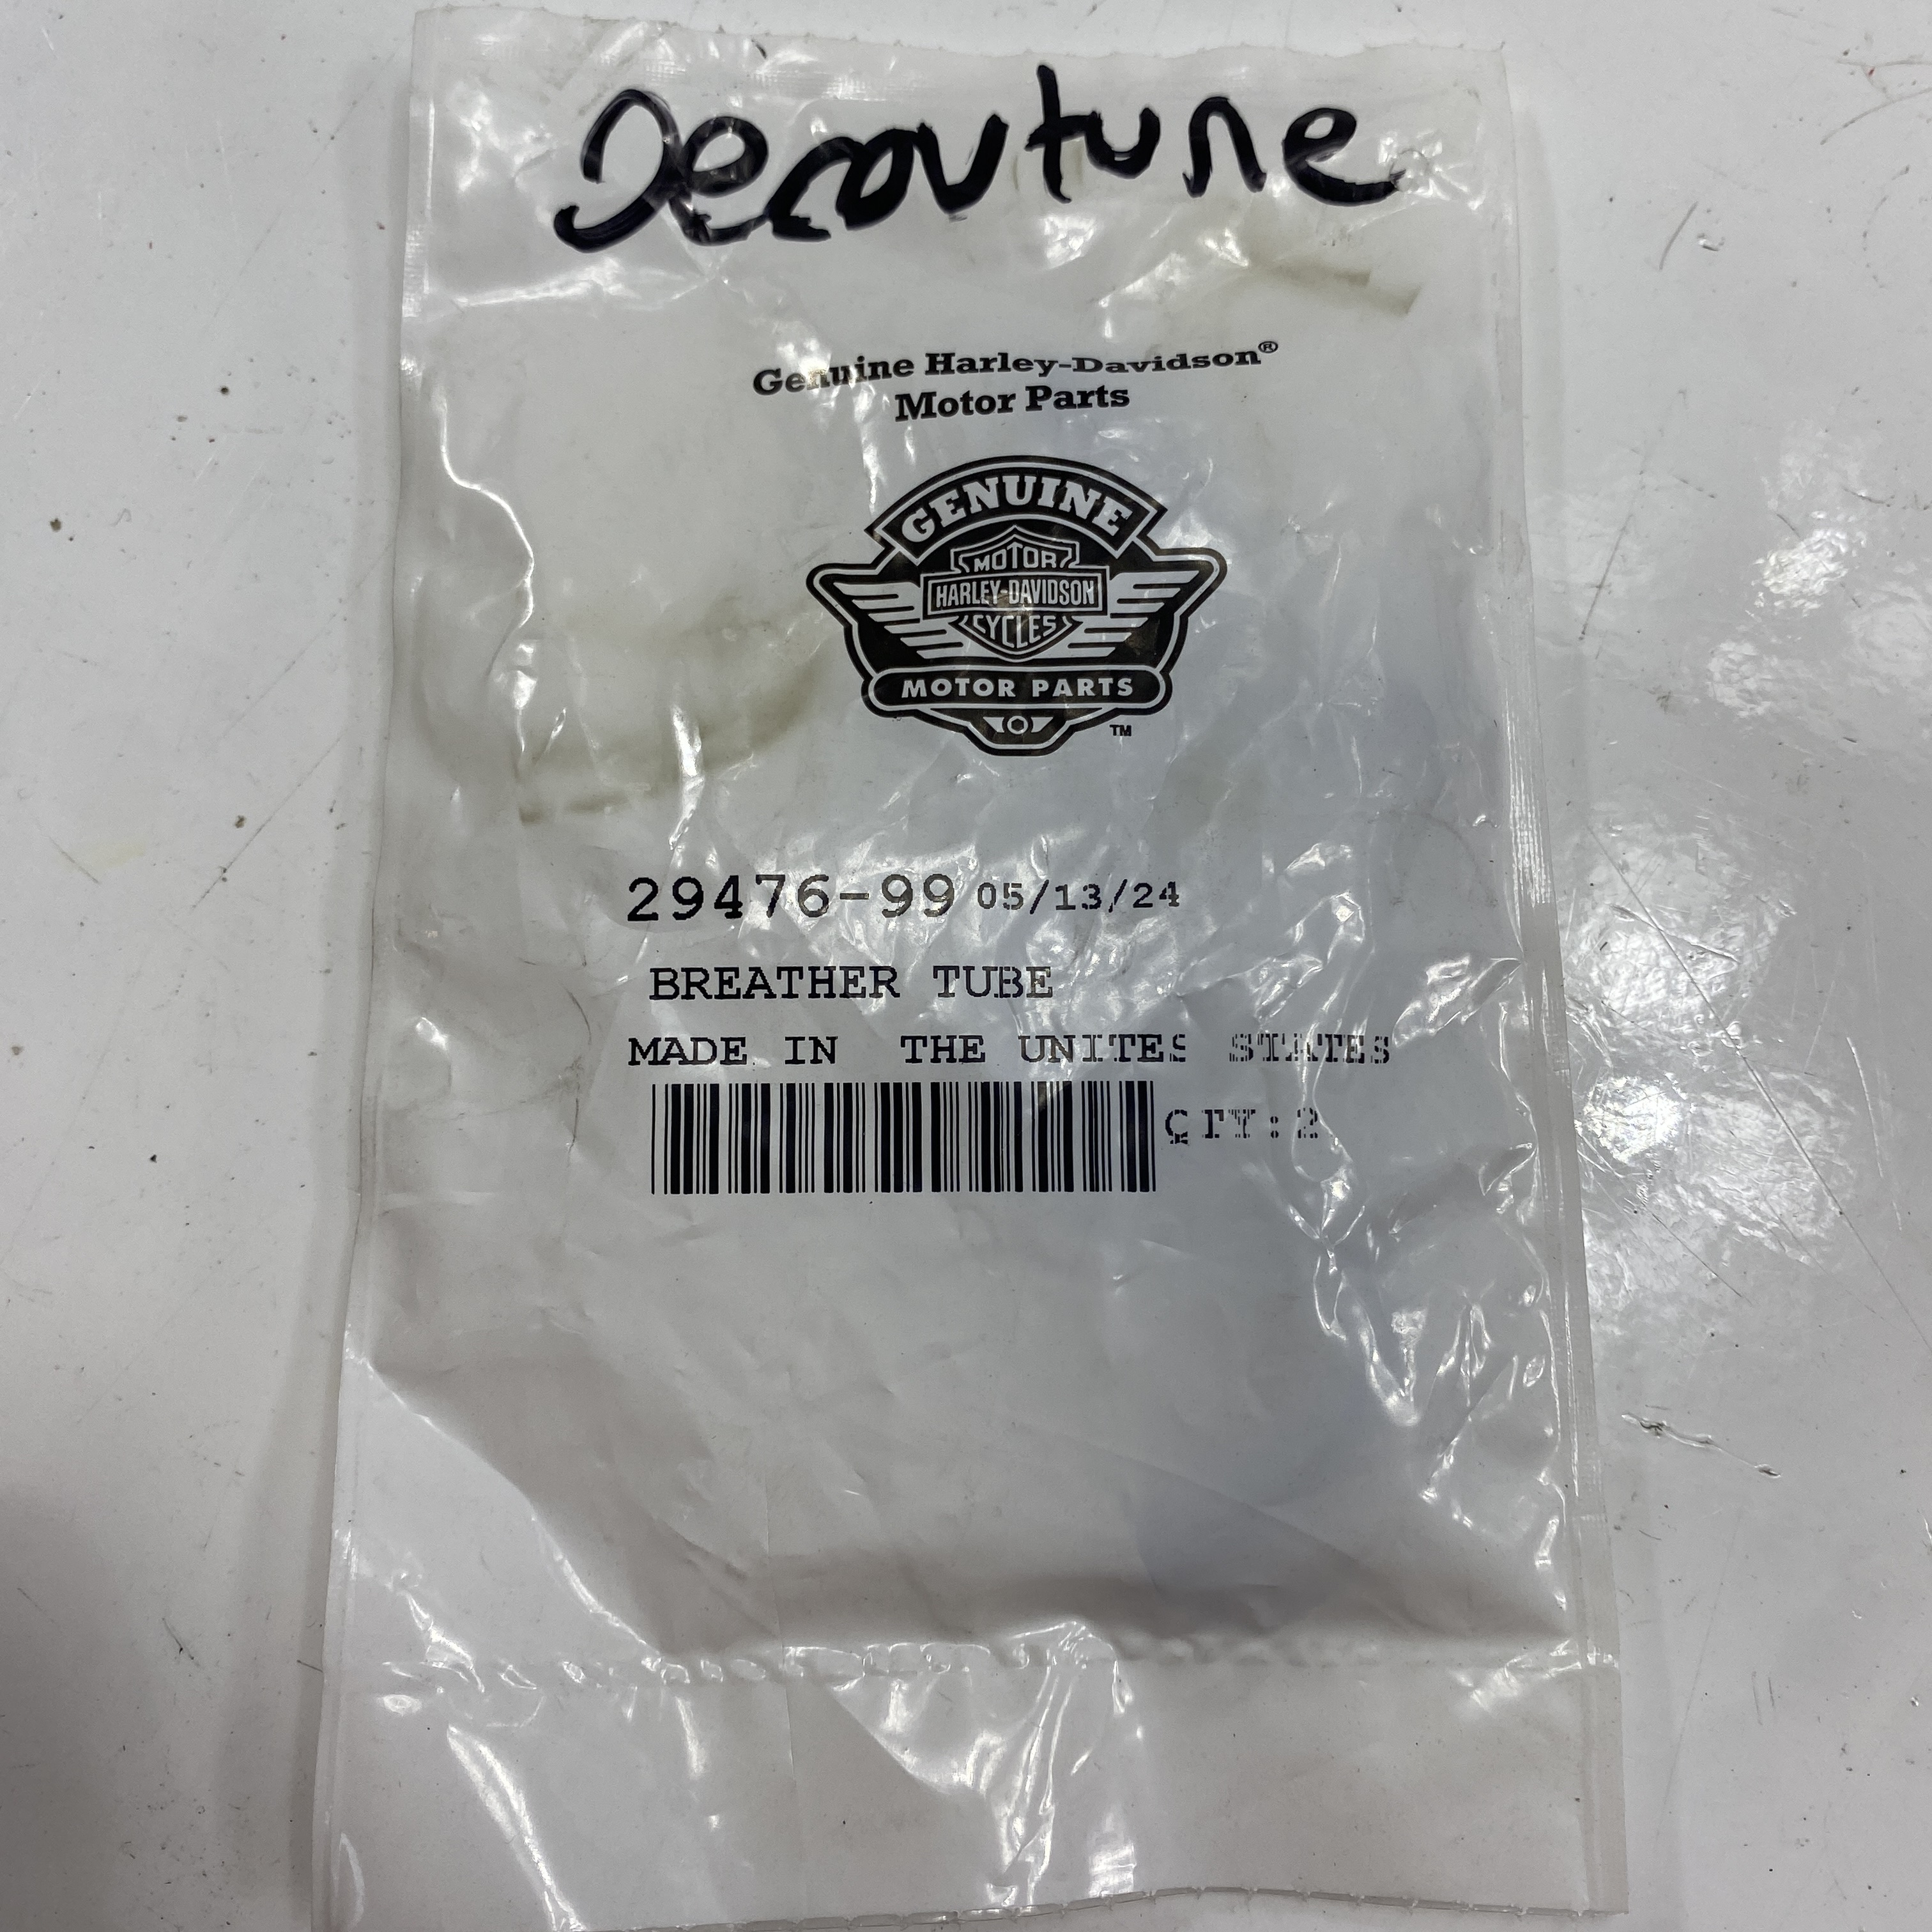 Genuine Harley-Davidson®
Motor Parts
GENUINE
MOTOR
HARLEY-DAVIDSON
CYCLES
MOTOR PARTS
TM
29476-99 05/13/24
BREATHER TUBE
MADE IN THE UNITES STATES
QTY:2